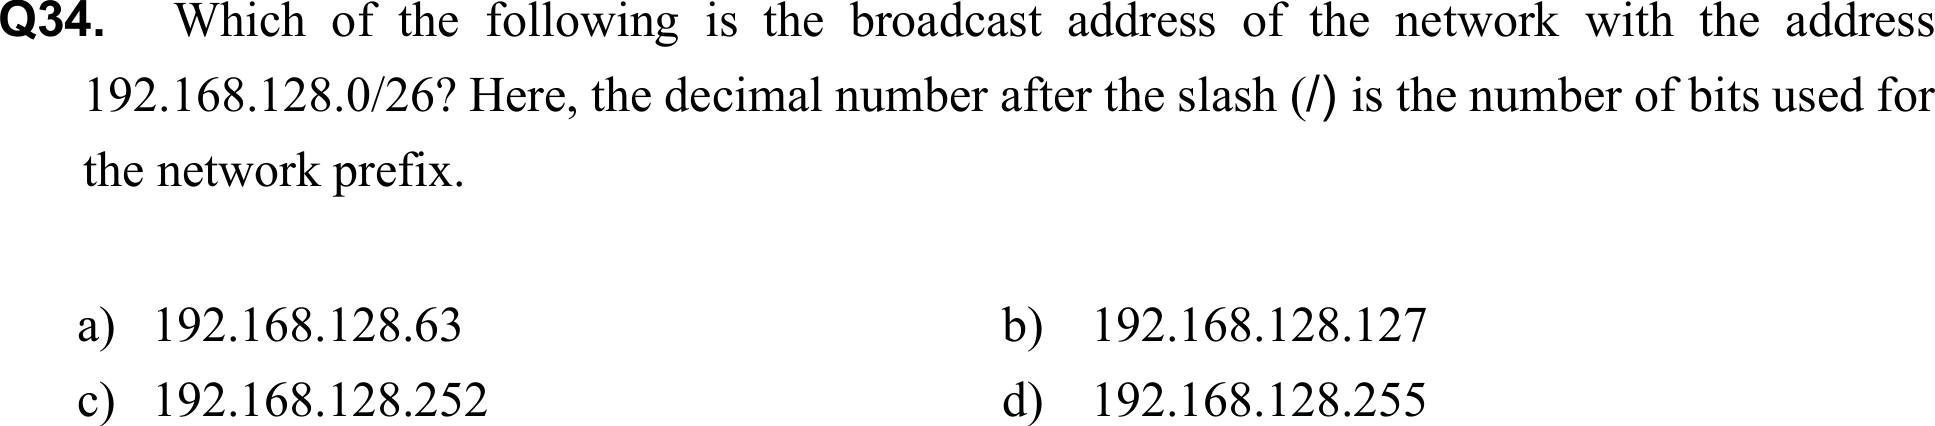 Q34. Which of the following is the broadcast address of the network with the address
192.168.128.0/26? Here, the decimal number after the slash (/) is the number of bits used for
the network prefix.
a) 192.168.128.63 b) 192.168.128.127
c) 192.168.128.252 d) 192.168.128.255